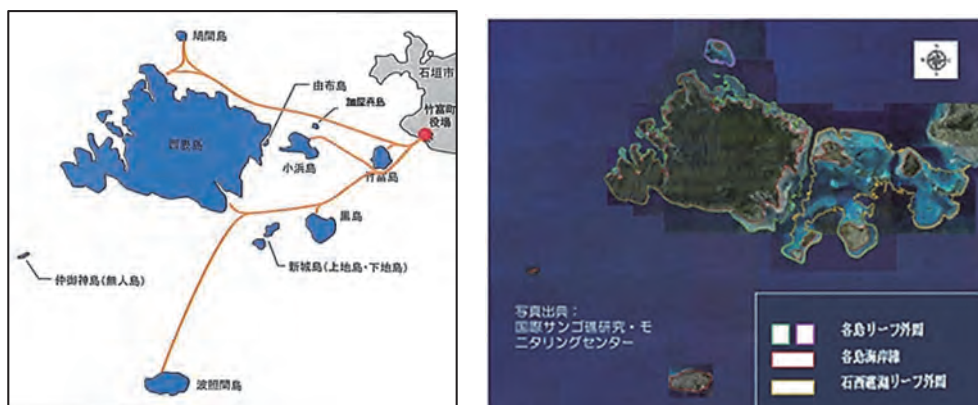 鳩間島
石垣市
由布島
加屋真島
竹富町
役場
西表島
小浜島
竹富島
黒島
新城島(上地島・下地島)
仲御神島(無人島)
波照間島
写真出典：
国際サンゴ礁研究・モ
ニタリングセンター
各島リーフ外周
各島海岸線
石西礁湖リーフ外周